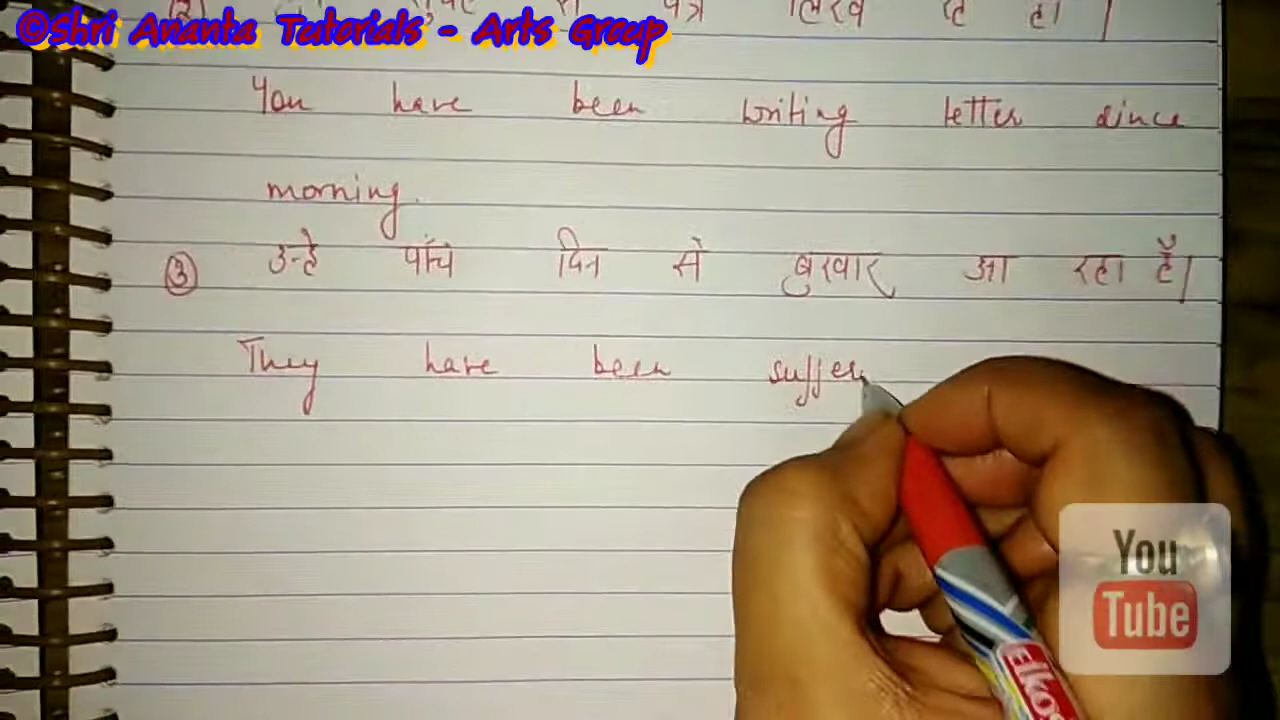 ©Shri Ananta Tutorials - Arts Group
पत्र लिख
You have been writing letter since
morning.
③ उन्हे पाँच दिन से बुखार आ रहा हैं।
They have been suffer
Elkos
You
Tube